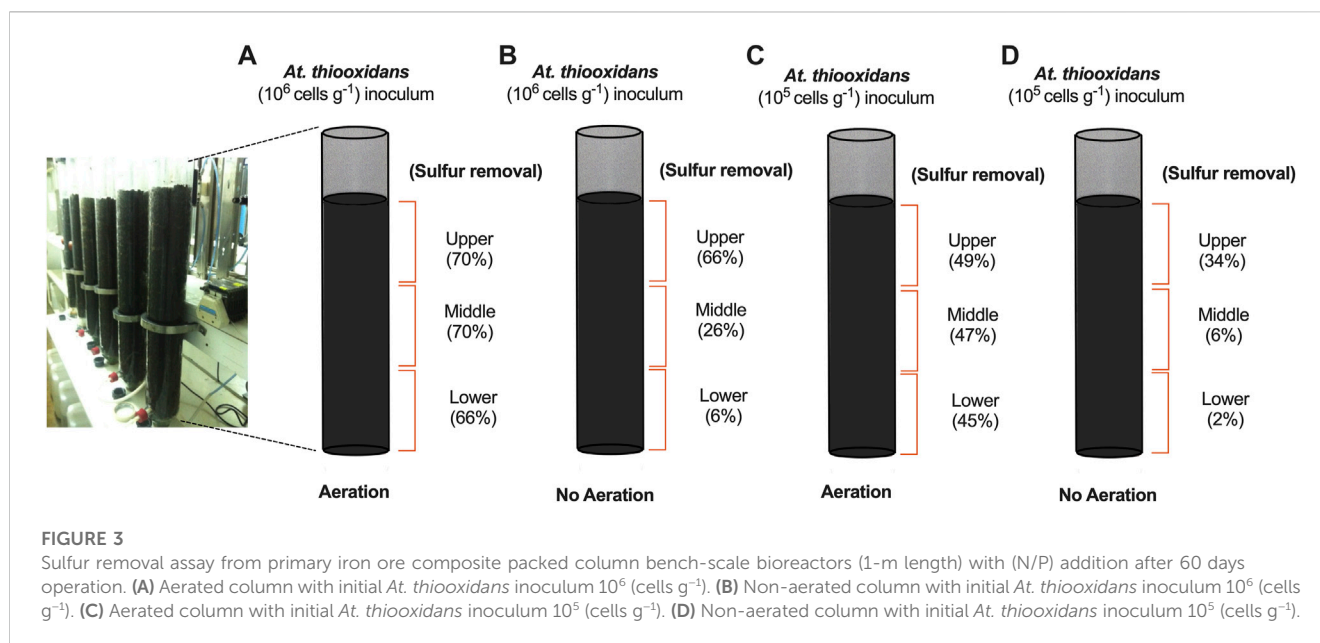 A
At. thiooxidans
(10⁶ cells g⁻¹) inoculum
(Sulfur removal)
Upper
(70%)
Middle
(70%)
Lower
(66%)
Aeration
B
At. thiooxidans
(10⁶ cells g⁻¹) inoculum
(Sulfur removal)
Upper
(66%)
Middle
(26%)
Lower
(6%)
No Aeration
C
At. thiooxidans
(10⁵ cells g⁻¹) inoculum
(Sulfur removal)
Upper
(49%)
Middle
(47%)
Lower
(45%)
Aeration
D
At. thiooxidans
(10⁵ cells g⁻¹) inoculum
(Sulfur removal)
Upper
(34%)
Middle
(6%)
Lower
(2%)
No Aeration
FIGURE 3
Sulfur removal assay from primary iron ore composite packed column bench-scale bioreactors (1-m length) with (N/P) addition after 60 days
operation. (A) Aerated column with initial At. thiooxidans inoculum 10⁶ (cells g⁻¹). (B) Non-aerated column with initial At. thiooxidans inoculum 10⁶ (cells
g⁻¹). (C) Aerated column with initial At. thiooxidans inoculum 10⁵ (cells g⁻¹). (D) Non-aerated column with initial At. thiooxidans inoculum 10⁵ (cells g⁻¹).